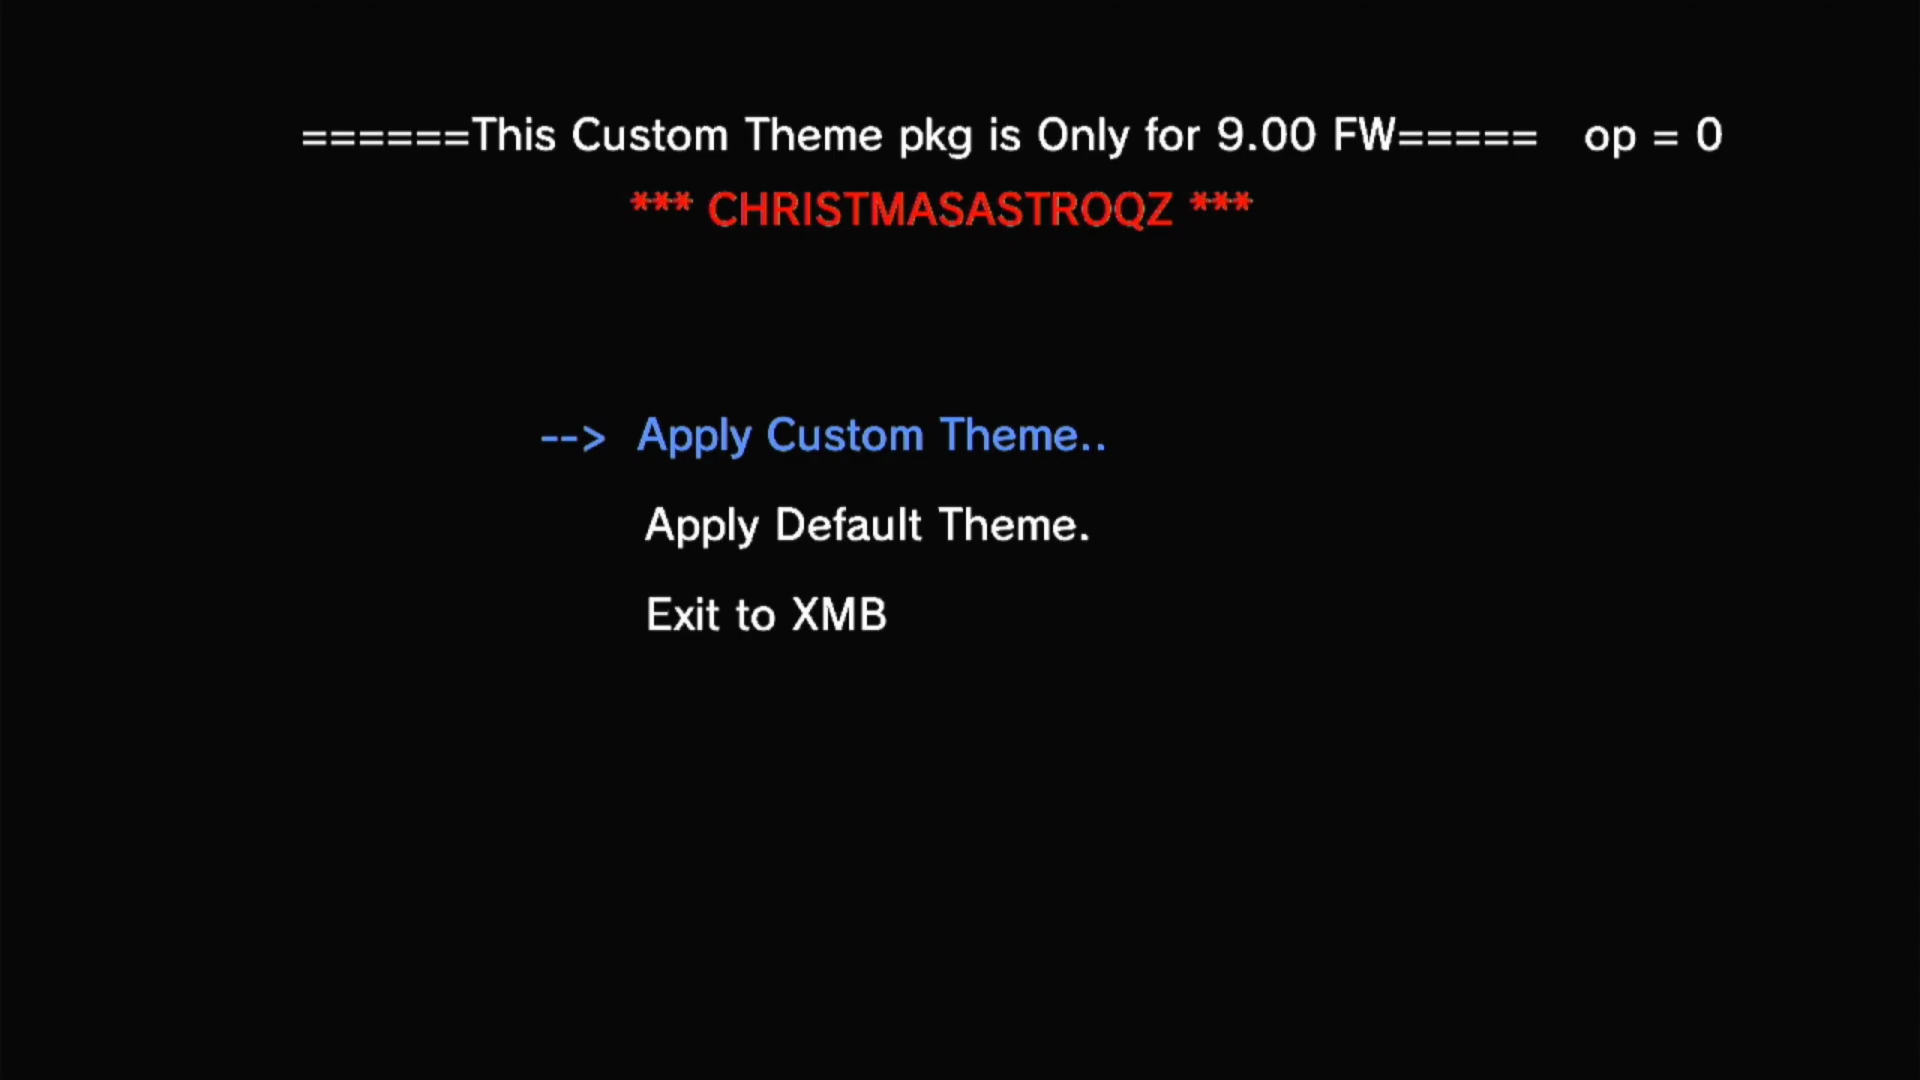 ======This Custom Theme pkg is Only for 9.00 FW===== op = 0
*** CHRISTMASASTROQZ ***
--> Apply Custom Theme..
Apply Default Theme.
Exit to XMB